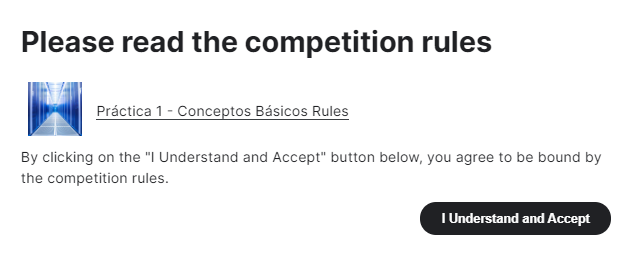 Please read the competition rules
Práctica 1 - Conceptos Básicos Rules
By clicking on the "I Understand and Accept" button below, you agree to be bound by
the competition rules.
I Understand and Accept